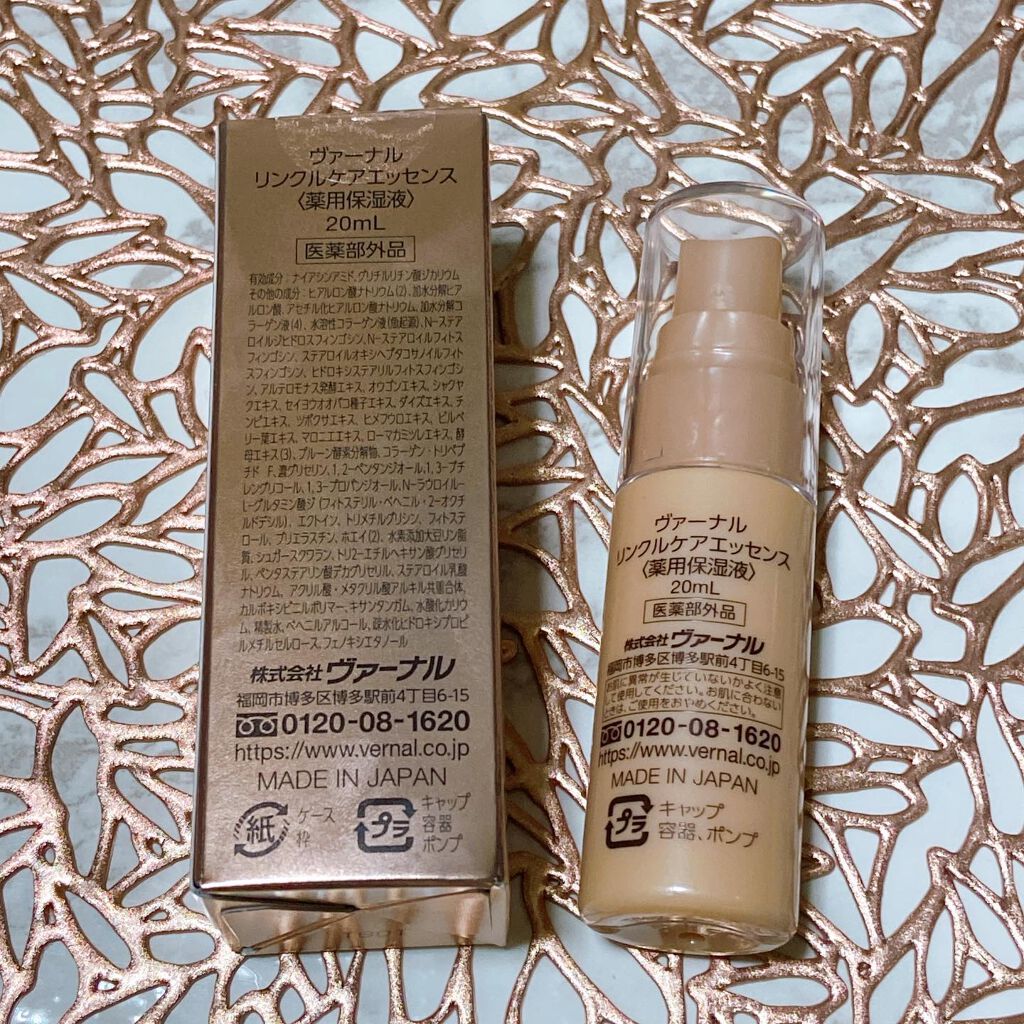 ヴァーナル
リンクルケアエッセンス
〈薬用保湿液〉
20mL
医薬部外品
有効成分：ナイアシンアミド、グリチルリチン酸ジカリウム
その他の成分：ヒアルロン酸ナトリウム(2)、加水分解ヒア
ルロン酸、アセチル化ヒアルロン酸ナトリウム、加水分解コ
ラーゲン液(4)、水溶性コラーゲン液(魚起源)、N-ステア
ロイルジヒドロスフィンゴシン、N-ステアロイルフィトス
フィンゴシン、ステアロイルオキシヘプタコサノイルフィト
スフィンゴシン、ヒドロキシステアリルフィトスフィンゴシ
ン、アルテロモナス発酵エキス、オウゴンエキス、シャクヤ
クエキス、セイヨウオオバコ種子エキス、ダイズエキス、チ
ンピエキス、ツボクサエキス、ヒメフウロエキス、ビルベ
リー葉エキス、マロニエエキス、ローマカミツレエキス、酵
母エキス(3)、プルーン酵素分解物、コラーゲン・トリペプ
チド F、濃グリセリン、1,2-ペンタンジオール、1,3-ブチ
レングリコール、1,3-プロパンジオール、N-ラウロイル-
L-グルタミン酸ジ(フィトステリル・ベヘニル・2-オクチ
ルドデシル)、エクトイン、トリメチルグリシン、フィトステ
ロール、プリエラスチン、ホエイ(2)、水素添加大豆リン脂
質、シュガースクワラン、トリ2-エチルヘキサン酸グリセリ
ル、ペンタステアリン酸デカグリセリル、ステアロイル乳酸
ナトリウム、アクリル酸・メタクリル酸アルキル共重合体、
カルボキシビニルポリマー、キサンタンガム、水酸化カリウ
ム、精製水、ベヘニルアルコール、疎水化ヒドロキシプロピ
ルメチルセルロース、フェノキシエタノール
株式会社ヴァーナル
福岡市博多区博多駅前4丁目6-15
0120-08-1620
https://www.vernal.co.jp
MADE IN JAPAN
紙
ケース
枠
プラ
キャップ
容器
ポンプ
ヴァーナル
リンクルケアエッセンス
〈薬用保湿液〉
20mL
医薬部外品
株式会社ヴァーナル
福岡市博多区博多駅前4丁目6-15
お肌に異常が生じていないかよく注意
して使用してください。お肌に合わない
ときは、ご使用をおやめください。
0120-08-1620
https://www.vernal.co.jp
MADE IN JAPAN
プラ
キャップ
容器、ポンプ